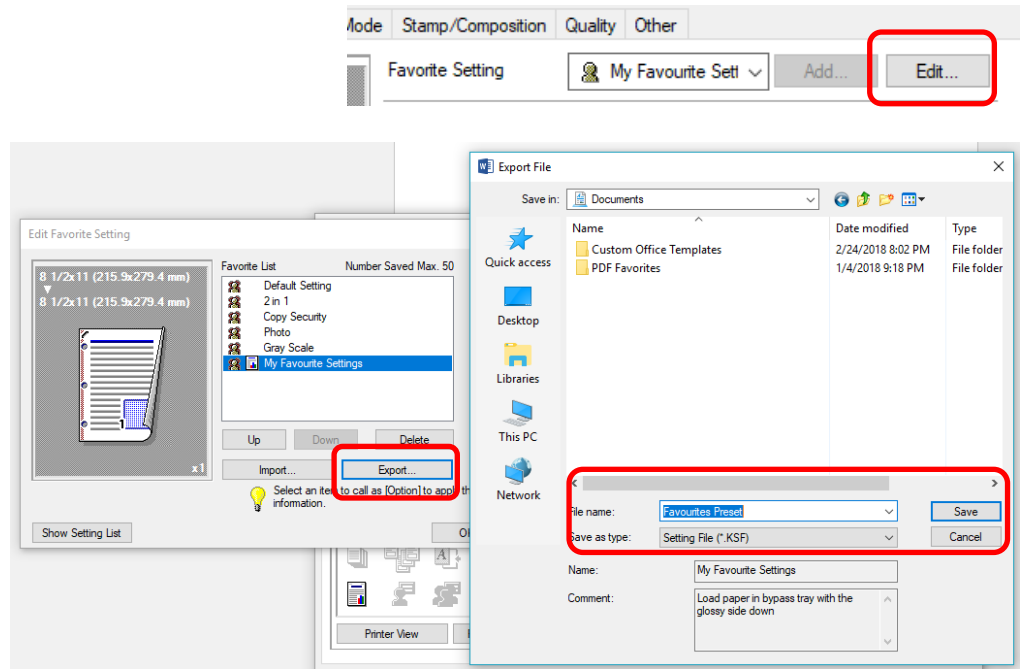 Mode Stamp/Composition Quality Other
Favorite Setting My Favourite Sett Add... Edit...
Export File
Save in: Documents
Name Date modified Type
Custom Office Templates 2/24/2018 8:02 PM File folder
PDF Favorites 1/4/2018 9:18 PM File folder
Quick access
Desktop
Libraries
This PC
Network
File name: Favourites Preset Save
Save as type: Setting File (*.KSF) Cancel
Name: My Favourite Settings
Comment: Load paper in bypass tray with the
glossy side down
Edit Favorite Setting
8 1/2x11 (215.9x279.4 mm)
8 1/2x11 (215.9x279.4 mm)
1
x1
Favorite List Number Saved Max. 50
Default Setting
2 in 1
Copy Security
Photo
Gray Scale
My Favourite Settings
Up Down Delete
Import... Export...
Select an item to call as [Option] to apply the
information.
Show Setting List
Printer View